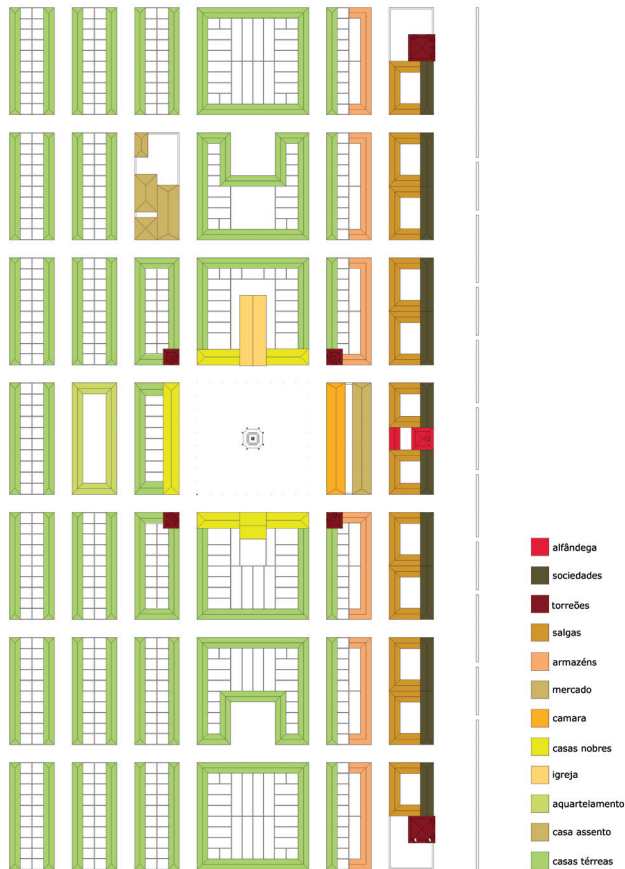 alfândega
sociedades
torreões
salgas
armazéns
mercado
camara
casas nobres
igreja
aquartelamento
casa assento
casas térreas